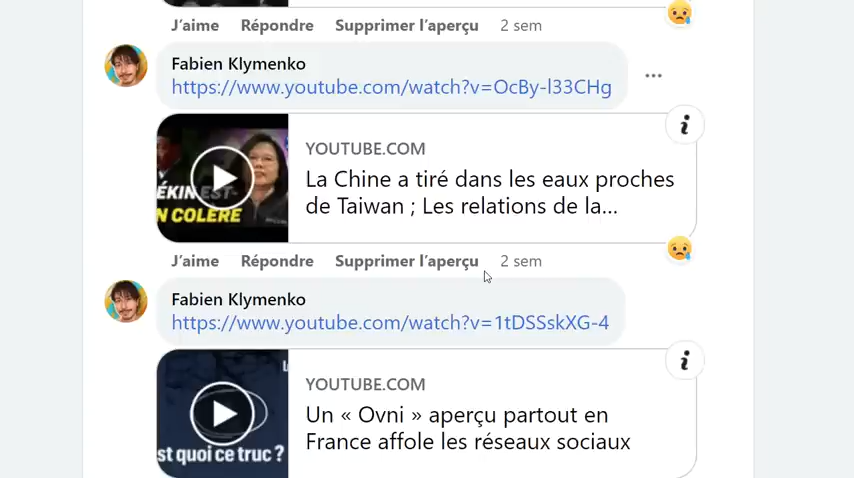 J’aime Répondre Supprimer l’aperçu 2 sem
Fabien Klymenko
https://www.youtube.com/watch?v=OcBy-l33CHg
YOUTUBE.COM
La Chine a tiré dans les eaux proches
de Taiwan ; Les relations de la...
ÉKIN EST-
N COLÈRE
J’aime Répondre Supprimer l’aperçu 2 sem
Fabien Klymenko
https://www.youtube.com/watch?v=1tDSSskXG-4
YOUTUBE.COM
Un « Ovni » aperçu partout en
France affole les réseaux sociaux
st quoi ce truc ?